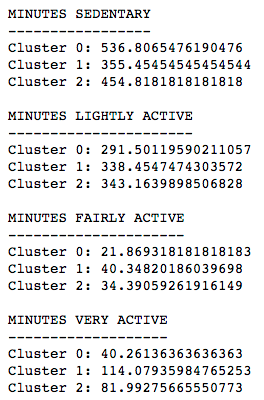 MINUTES SEDENTARY
-----------------
Cluster 0: 536.8065476190476
Cluster 1: 355.45454545454544
Cluster 2: 454.8181818181818
MINUTES LIGHTLY ACTIVE
----------------------
Cluster 0: 291.50119590211057
Cluster 1: 338.4547474303572
Cluster 2: 343.1639898506828
MINUTES FAIRLY ACTIVE
---------------------
Cluster 0: 21.869318181818183
Cluster 1: 40.34820186039698
Cluster 2: 34.39059261916149
MINUTES VERY ACTIVE
-------------------
Cluster 0: 40.26136363636363
Cluster 1: 114.07935984765253
Cluster 2: 81.99275665550773